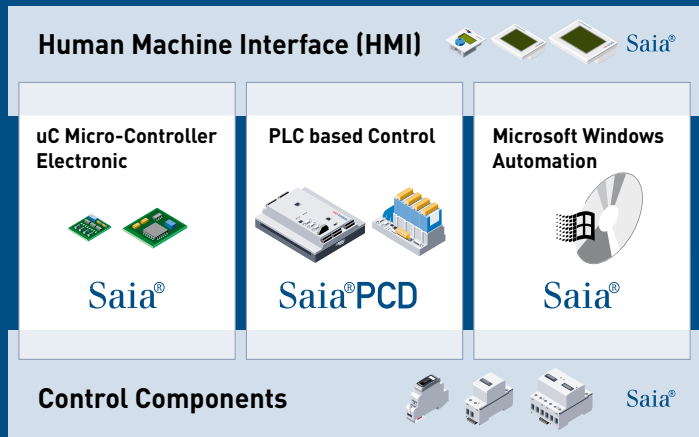 Human Machine Interface (HMI)
Saia®
uC Micro-Controller
Electronic
Saia®
PLC based Control
Saia®PCD
Microsoft Windows
Automation
Saia®
Control Components
Saia®